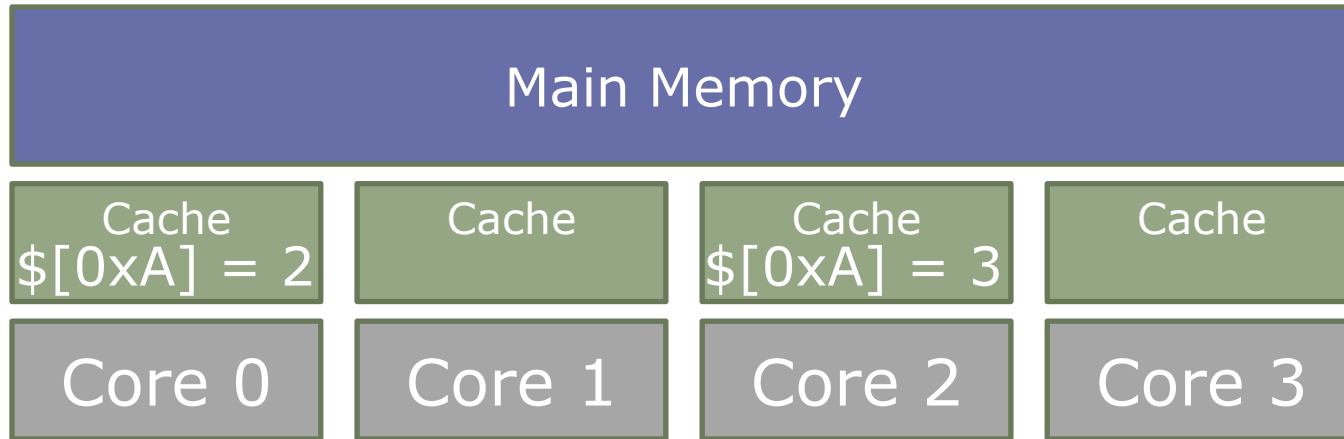 Main Memory
Cache
$[0xA] = 2
Cache
Cache
$[0xA] = 3
Cache
Core 0
Core 1
Core 2
Core 3